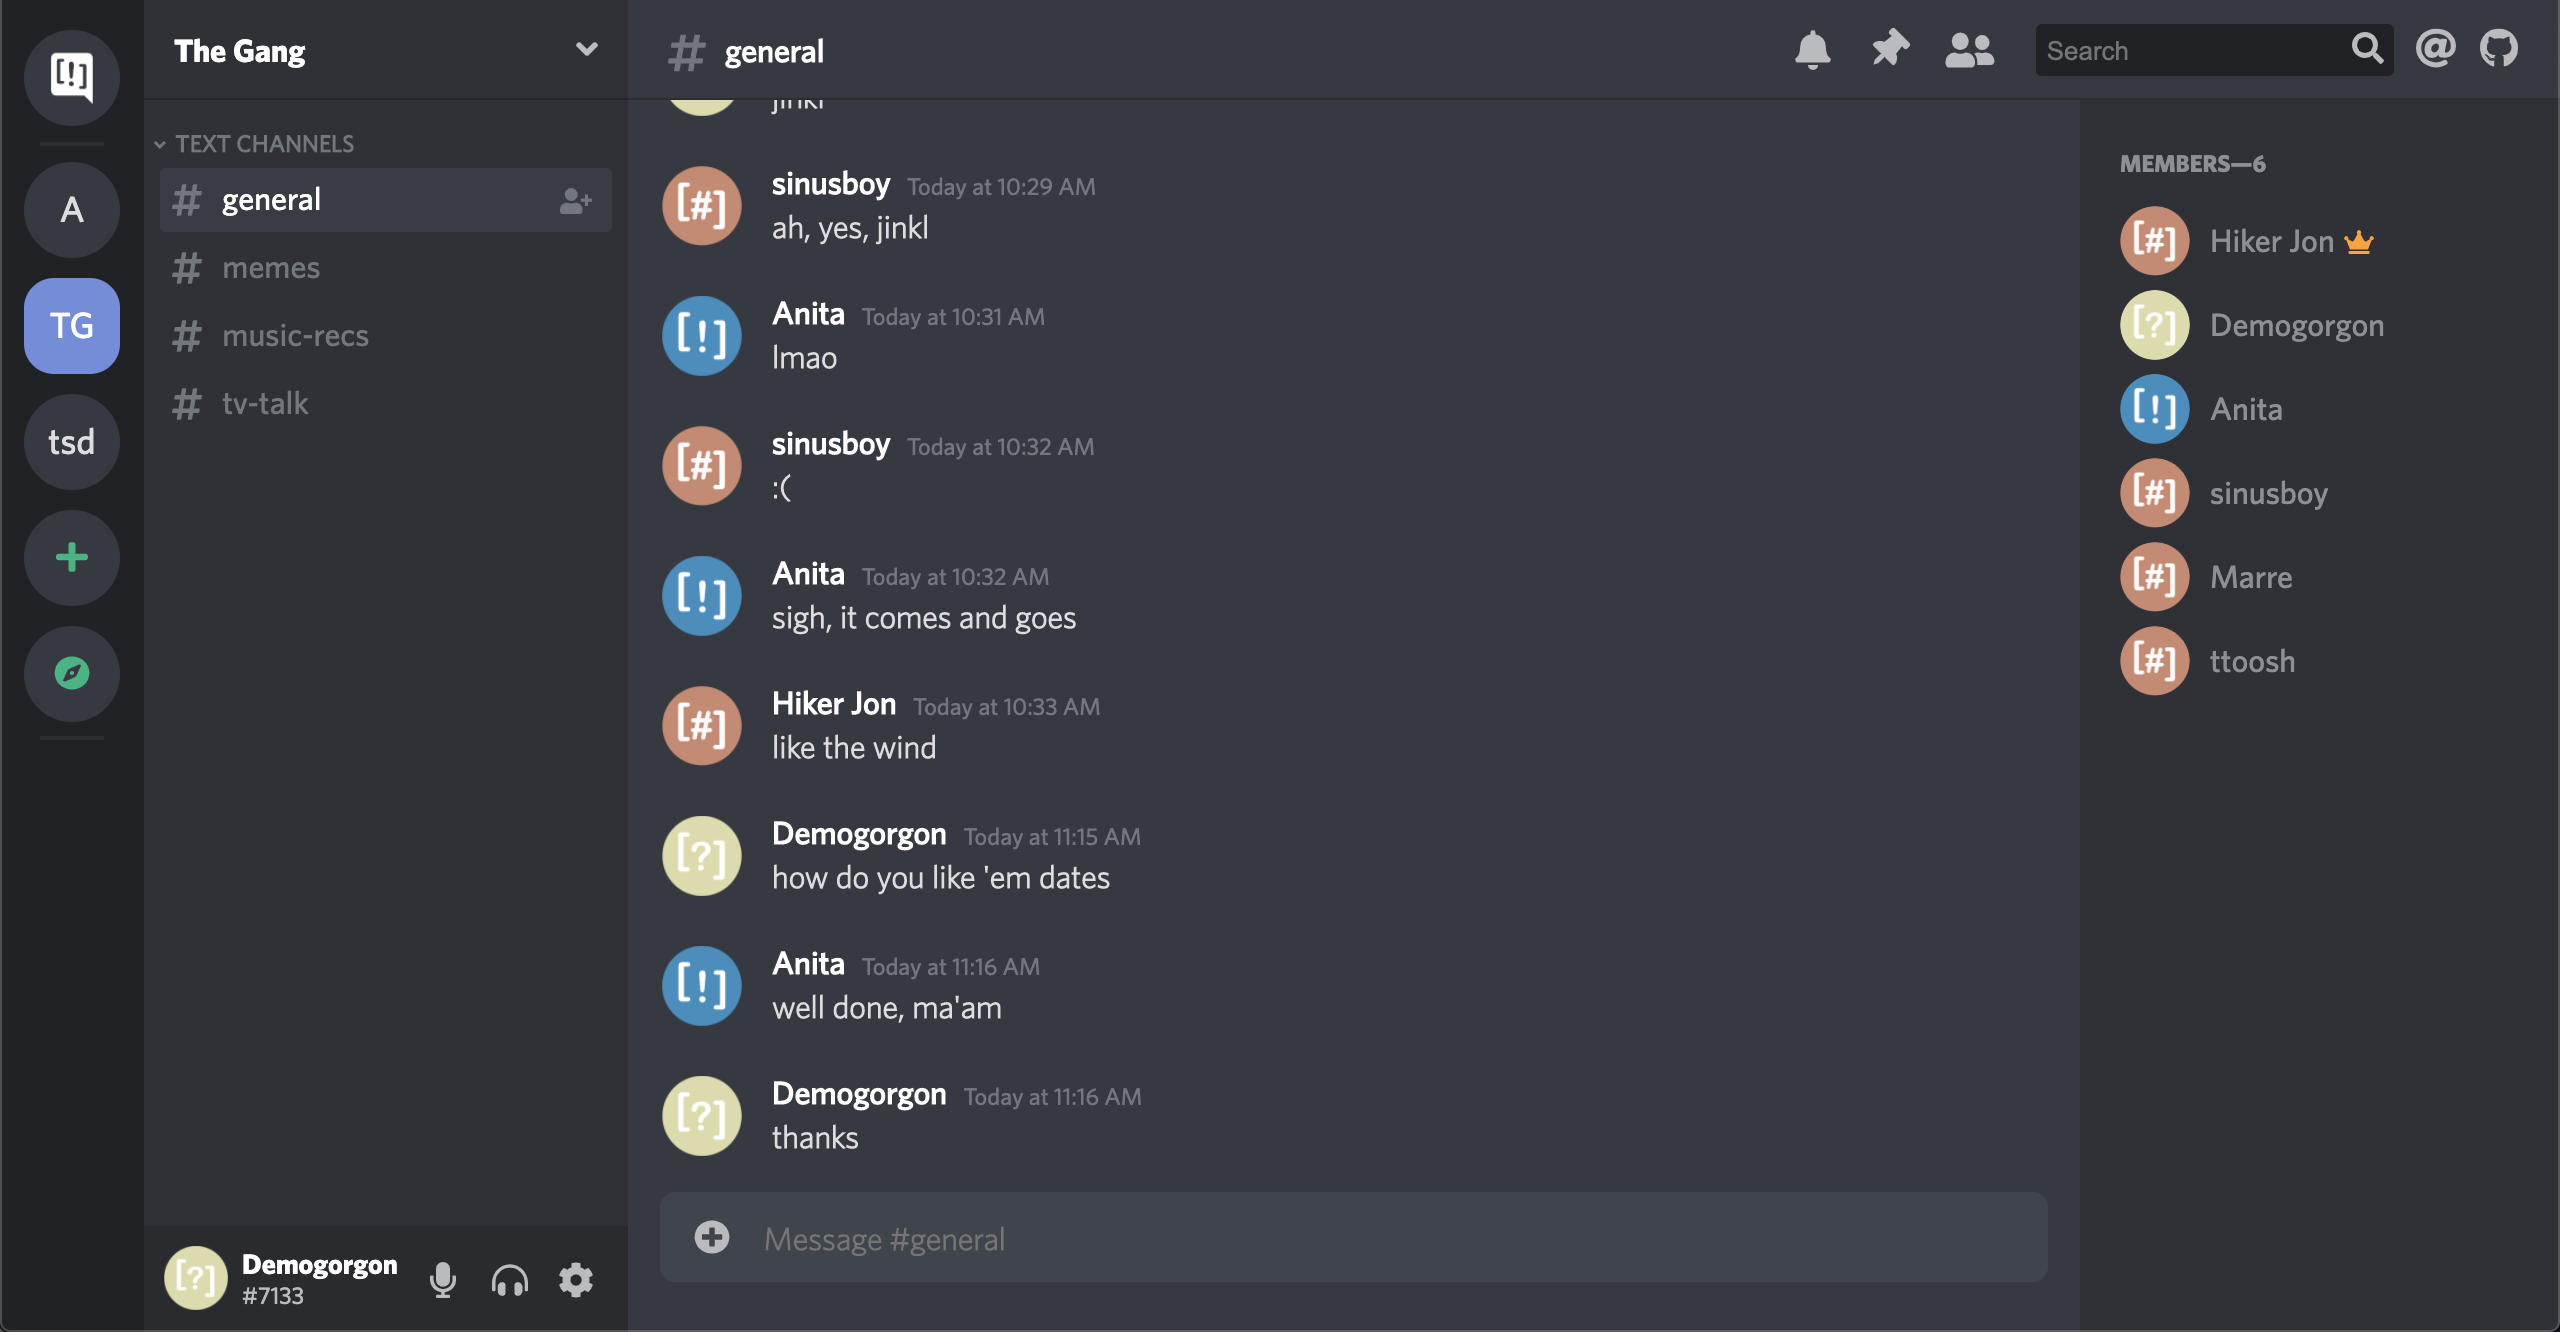 The Gang
# general
Search
[!]
A
TG
tsd
TEXT CHANNELS
# general
# memes
# music-recs
# tv-talk
jinkl
[#]
sinusboy Today at 10:29 AM
ah, yes, jinkl
[!]
Anita Today at 10:31 AM
lmao
[#]
sinusboy Today at 10:32 AM
:(
[!]
Anita Today at 10:32 AM
sigh, it comes and goes
[#]
Hiker Jon Today at 10:33 AM
like the wind
[?]
Demogorgon Today at 11:15 AM
how do you like 'em dates
[!]
Anita Today at 11:16 AM
well done, ma'am
[?]
Demogorgon Today at 11:16 AM
thanks
Message #general
MEMBERS—6
[#] Hiker Jon
[?] Demogorgon
[!] Anita
[#] sinusboy
[#] Marre
[#] ttoosh
[?]
Demogorgon
#7133